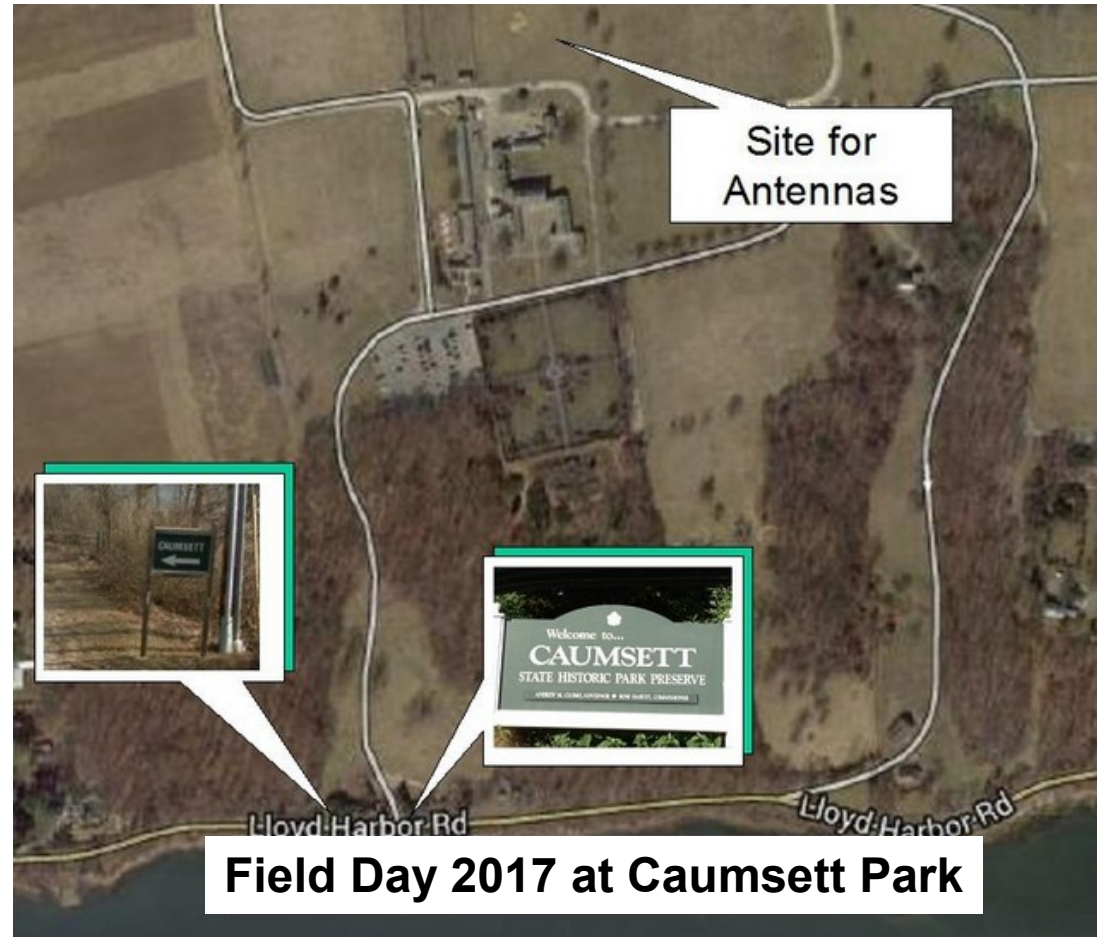 Site for
Antennas
CAUMSETT
Welcome to...
CAUMSETT
STATE HISTORIC PARK PRESERVE
Lloyd Harbor Rd
Lloyd Harbor Rd
Field Day 2017 at Caumsett Park